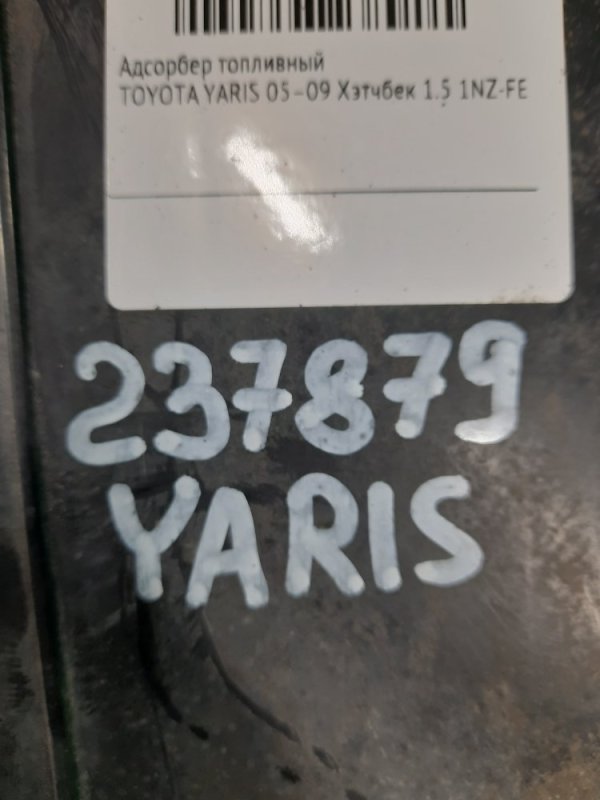 Адсорбер топливный
TOYOTA YARIS 05-09 Хэтчбек 1.5 1NZ-FE
237879
YARIS